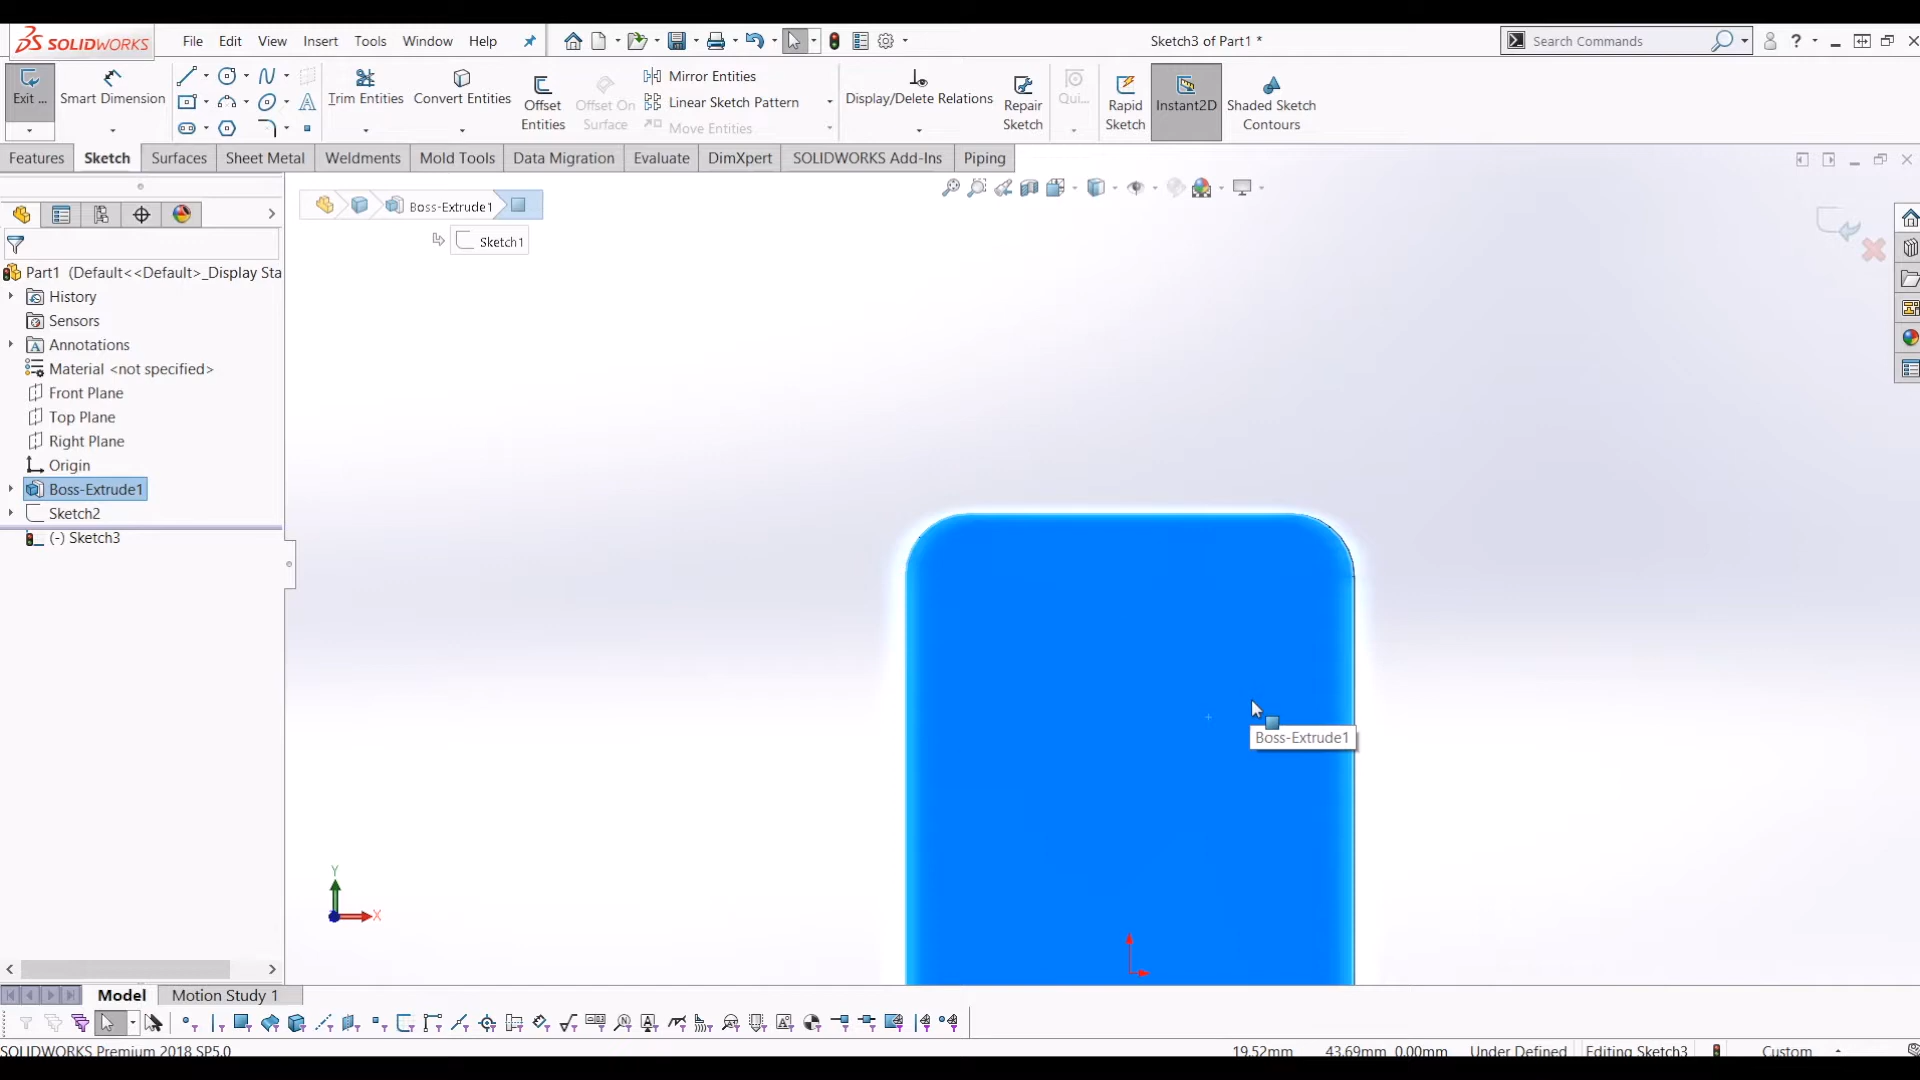 SOLIDWORKS File Edit View Insert Tools Window Help Sketch3 of Part1 * Search Commands
Exit ... Smart Dimension Trim Entities Convert Entities Offset Entities Offset On Surface Mirror Entities Linear Sketch Pattern Move Entities Display/Delete Relations Repair Sketch Qui... Rapid Sketch Instant2D Shaded Sketch Contours
Features Sketch Surfaces Sheet Metal Weldments Mold Tools Data Migration Evaluate DimXpert SOLIDWORKS Add-Ins Piping
Boss-Extrude1
Sketch1
Part1 (Default<<Default>_Display Sta
History
Sensors
Annotations
Material <not specified>
Front Plane
Top Plane
Right Plane
Origin
Boss-Extrude1
Sketch2
(-) Sketch3
Boss-Extrude1
Y
X
Model Motion Study 1
SOLIDWORKS Premium 2018 SP5.0 19.52mm 43.69mm 0.00mm Under Defined Editing Sketch3 Custom